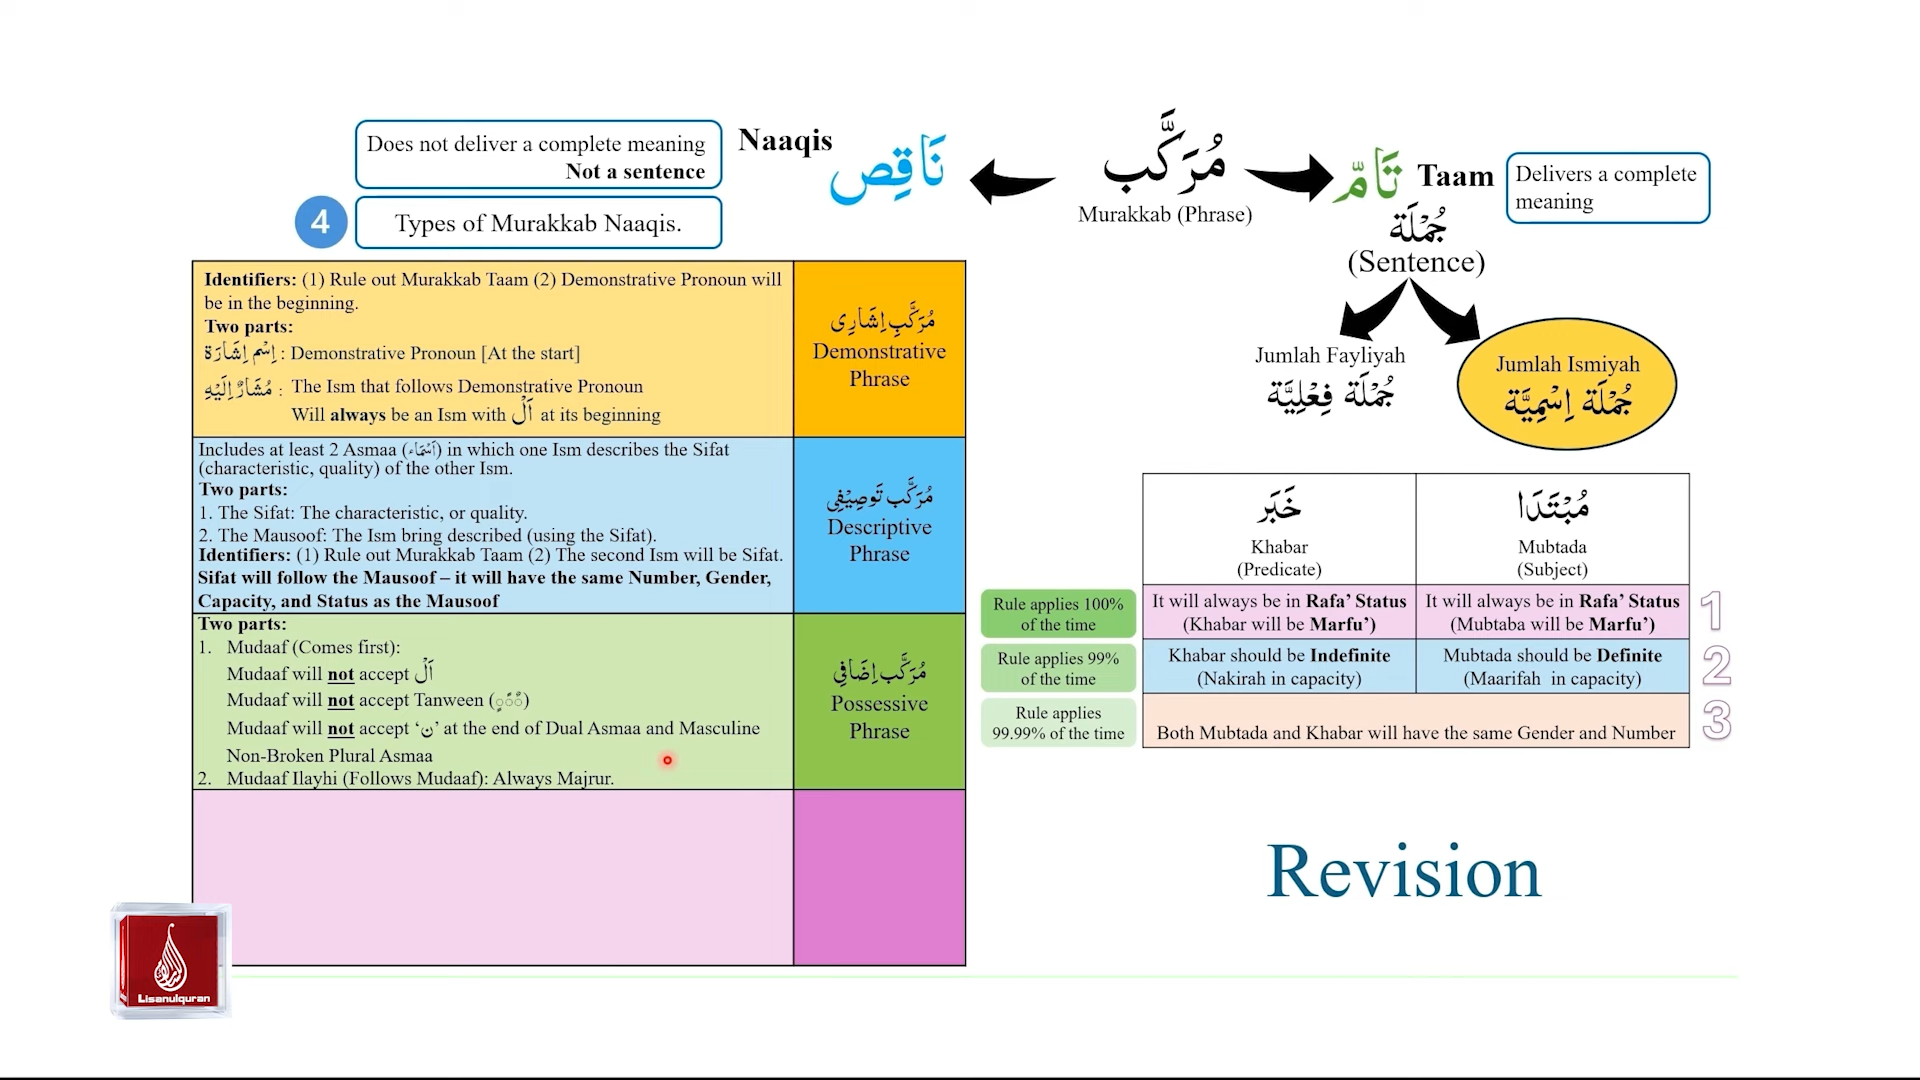 Does not deliver a complete meaning
Not a sentence
Naaqis
نَاقِص
مُرَكَّب
Murakkab (Phrase)
تَامّ
Taam
Delivers a complete
meaning
4
Types of Murakkab Naaqis.
جُمْلَة
(Sentence)
Jumlah Fayliyah
جُمْلَة فِعْلِيَّة
Jumlah Ismiyah
جُمْلَة اِسْمِيَّة
Identifiers: (1) Rule out Murakkab Taam (2) Demonstrative Pronoun will
be in the beginning.
Two parts:
اِسْم اِشَارَة : Demonstrative Pronoun [At the start]
مُشَارٌ اِلَيْهِ : The Ism that follows Demonstrative Pronoun
Will always be an Ism with اَلْ at its beginning
مُرَكَّبِ اِشَارِى
Demonstrative
Phrase
Includes at least 2 Asmaa (اَسْمَاء) in which one Ism describes the Sifat
(characteristic, quality) of the other Ism.
Two parts:
1. The Sifat: The characteristic, or quality.
2. The Mausoof: The Ism bring described (using the Sifat).
Identifiers: (1) Rule out Murakkab Taam (2) The second Ism will be Sifat.
Sifat will follow the Mausoof – it will have the same Number, Gender,
Capacity, and Status as the Mausoof
مُرَكَّب تَوصِيْفِى
Descriptive
Phrase
Two parts:
1. Mudaaf (Comes first):
Mudaaf will not accept اَلْ
Mudaaf will not accept Tanween (ٌ ً ٍ)
Mudaaf will not accept ‘ن’ at the end of Dual Asmaa and Masculine
Non-Broken Plural Asmaa
2. Mudaaf Ilayhi (Follows Mudaaf): Always Majrur.
مُرَكَّب اِضَافِي
Possessive
Phrase
خَبَر
Khabar
(Predicate)
مُبْتَدَا
Mubtada
(Subject)
Rule applies 100%
of the time
It will always be in Rafa’ Status
(Khabar will be Marfu’)
It will always be in Rafa’ Status
(Mubtaba will be Marfu’)
1
Rule applies 99%
of the time
Khabar should be Indefinite
(Nakirah in capacity)
Mubtada should be Definite
(Maarifah in capacity)
2
Rule applies
99.99% of the time
Both Mubtada and Khabar will have the same Gender and Number
3
Revision
Lisanulquran